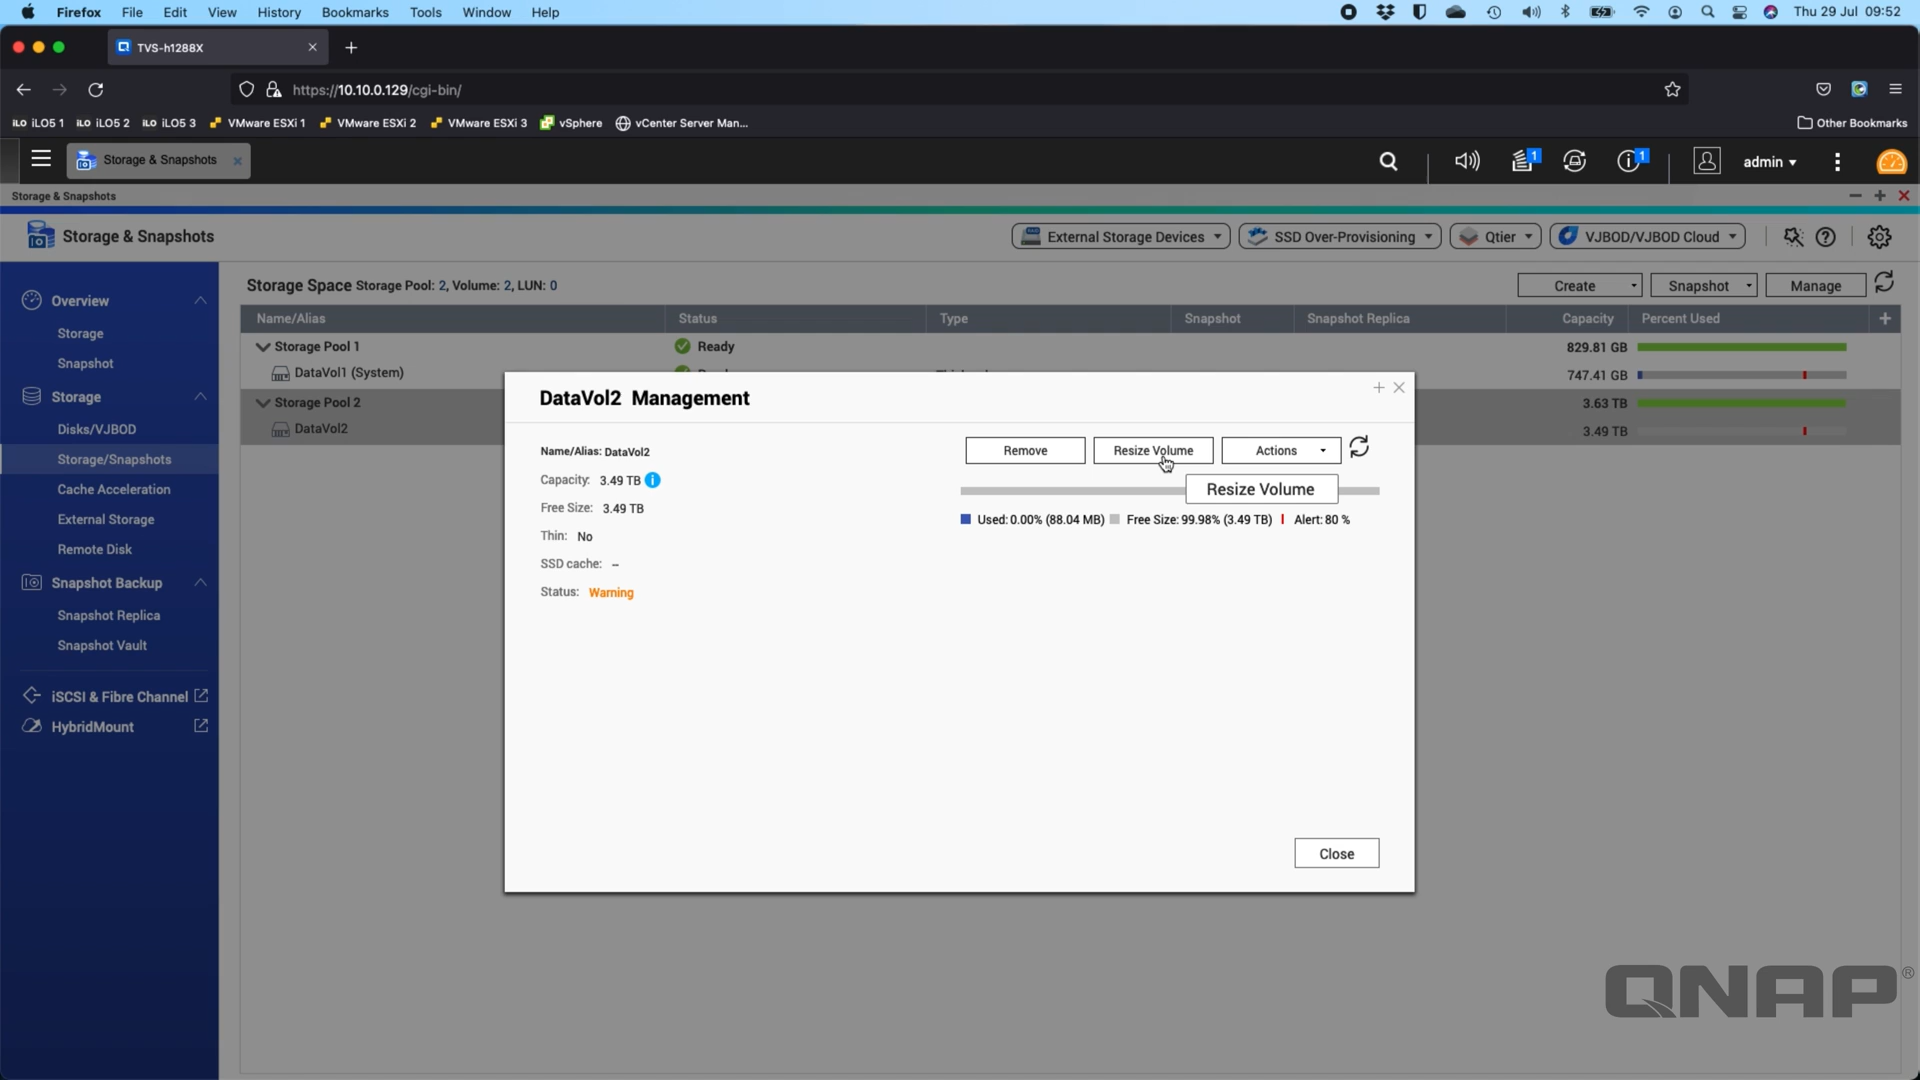 Firefox File Edit View History Bookmarks Tools Window Help Thu 29 Jul 09:52
TVS-h1288X
https://10.10.0.129/cgi-bin/
iLO iLO5 1 iLO iLO5 2 iLO iLO5 3 VMware ESXi 1 VMware ESXi 2 VMware ESXi 3 vSphere vCenter Server Man... Other Bookmarks
Storage & Snapshots 1 1 admin
Storage & Snapshots
Storage & Snapshots External Storage Devices SSD Over-Provisioning Qtier VJBOD/VJBOD Cloud
Overview
Storage
Snapshot
Storage
Disks/VJBOD
Storage/Snapshots
Cache Acceleration
External Storage
Remote Disk
Snapshot Backup
Snapshot Replica
Snapshot Vault
iSCSI & Fibre Channel
HybridMount
Storage Space Storage Pool: 2, Volume: 2, LUN: 0 Create Snapshot Manage
Name/Alias Status Type Snapshot Snapshot Replica Capacity Percent Used
Storage Pool 1 Ready 829.81 GB
DataVol1 (System) 747.41 GB
Storage Pool 2 3.63 TB
DataVol2 3.49 TB
DataVol2 Management
Name/Alias: DataVol2 Remove Resize Volume Actions
Capacity: 3.49 TB
Resize Volume
Free Size: 3.49 TB
Used: 0.00% (88.04 MB) Free Size: 99.98% (3.49 TB) Alert: 80 %
Thin: No
SSD cache: --
Status: Warning
Close
QNAP®